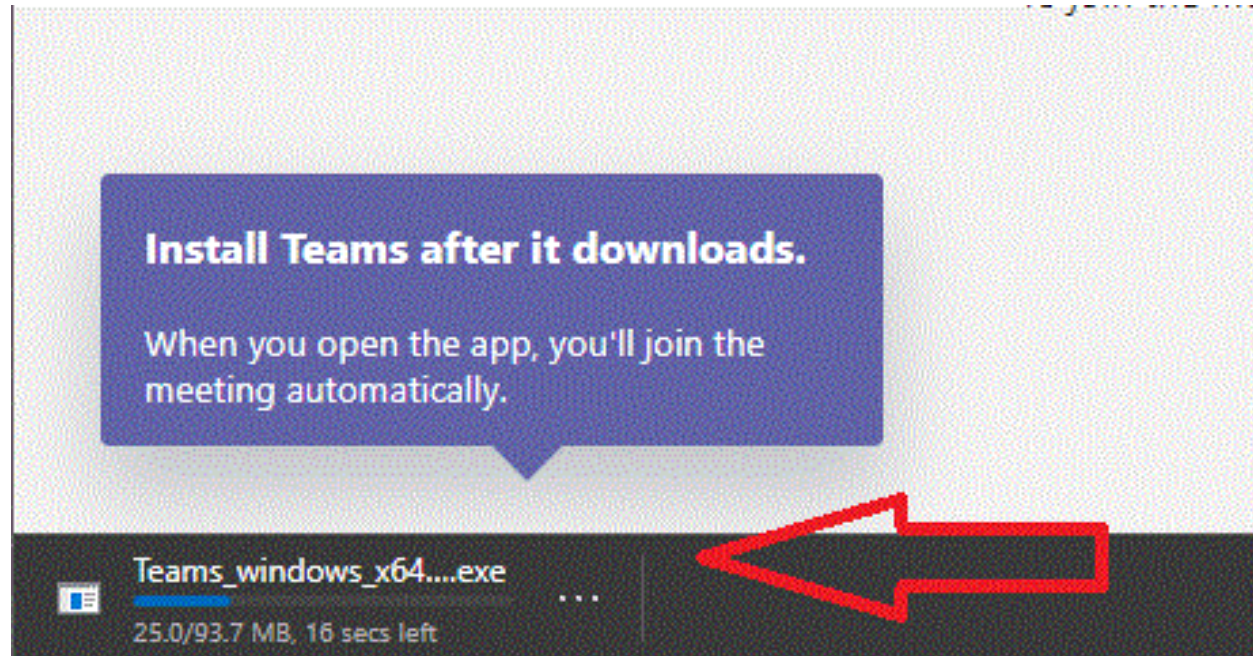 Install Teams after it downloads.
When you open the app, you'll join the
meeting automatically.
Teams_windows_x64....exe
25.0/93.7 MB, 16 secs left